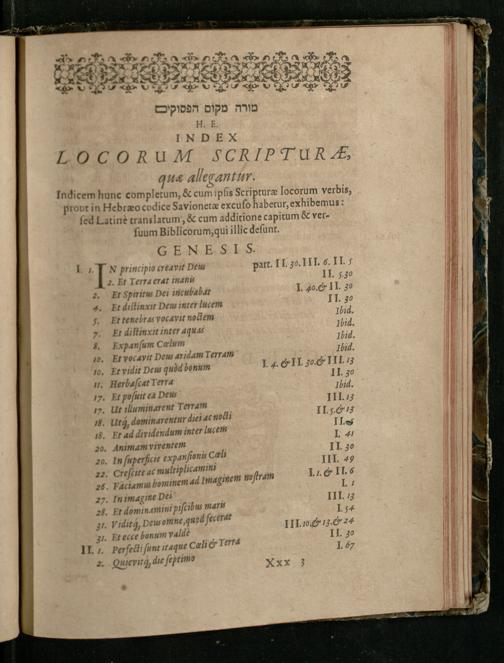 מורה מקום הפסוקים
H. E.
INDEX
LOCORUM SCRIPTURÆ,
quæ allegantur.
Indicem hunc completum, & cum ipsis Scripturæ locorum verbis,
prout in Hebræo codice Savionetæ excuso habetur, exhibemus:
sed Latinè translatum, & cum additione capitum & ver-
suum Biblicorum, qui illic desunt.
GENESIS.
I. 1. IN principio creavit Deus part. II. 30. III. 6. II. 5
2. Et Terra erat inanis II. 5.30
2. Et Spiritus Dei incubabat I. 40.& II. 30
4. Et distinxit Deus inter lucem II. 30
5. Et tenebras vocavit noctem Ibid.
7. Et distinxit inter aquas Ibid.
8. Expansum Cœlum Ibid.
10. Et vocavit Deus aridam Terram Ibid.
10. Et vidit Deus quòd bonum I. 4.& II. 30.& III. 13
11. Herbascat Terra II. 30
17. Et posuit ea Deus Ibid.
17. Ut illuminarent Terram III. 13
18. Utq́, dominarentur diei ac nocti II. 5.& 13
18. Et ad dividendum inter lucem II.
20. Animam viventem I. 41
20. In superficie expansionis Cœli II. 30
22. Crescite ac multiplicamini III. 49
26. Faciamus hominem ad Imaginem nostram I. 1. & II. 6
27. In imagine Dei I. 1
28. Et dominamini piscibus maris III. 13
31. Viditq́, Deus omne, quod fecerat I. 54
31. Et ecce bonum valdè III. 10.& 13.& 24
II. 1. Perfecti sunt itaque Cœli & Terra II. 30
2. Quievitq́, die septimo I. 67
Xxx 3